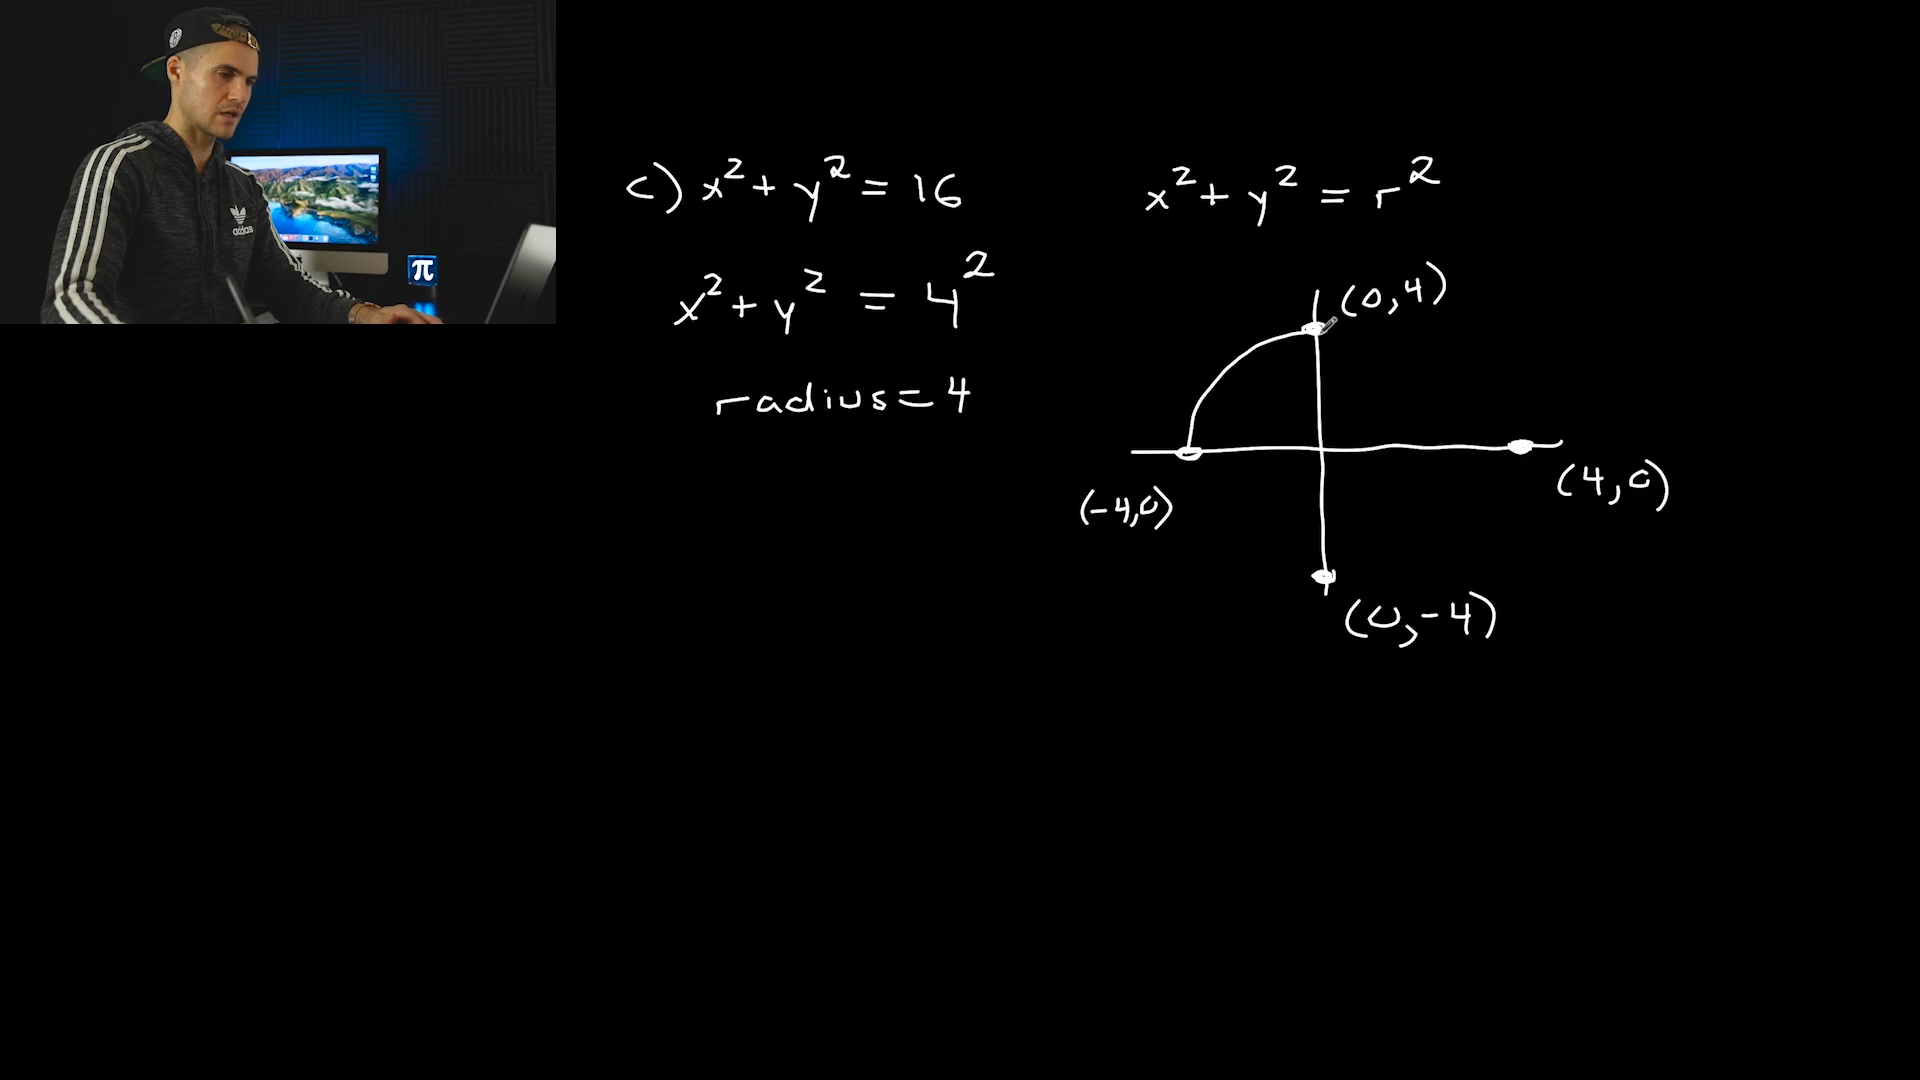 adidas
π
c) x² + y² = 16
x² + y² = 4²
radius = 4
x² + y² = r²
(0,4)
(-4,0)
(4,0)
(0,-4)